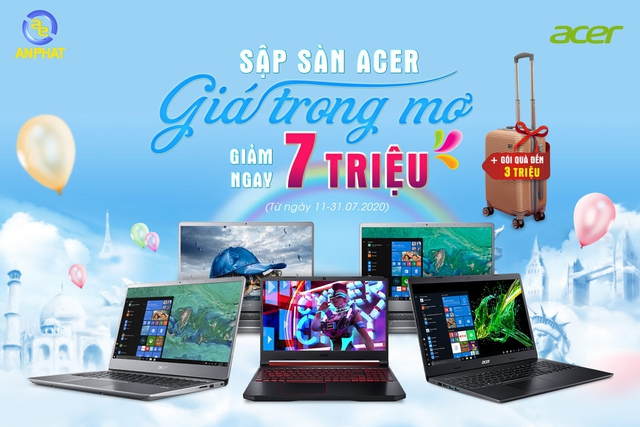 ae
ANPHAT
acer
SẬP SÀN ACER
Giá trong mơ
GIẢM NGAY 7 TRIỆU
(Từ ngày 11-31.07.2020)
+ GÓI QUÀ ĐẾN
3 TRIỆU
acer